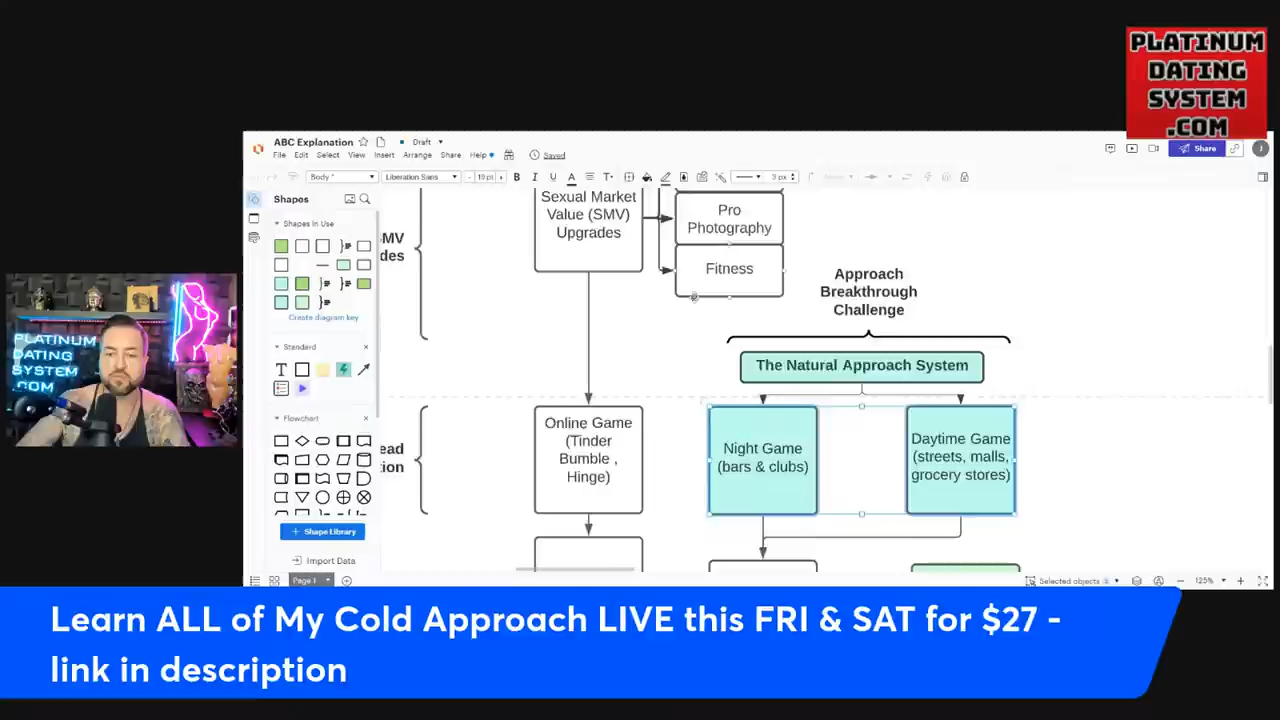 PLATINUM
DATING
SYSTEM
.COM
ABC Explanation
Draft
File Edit Select View Insert Arrange Share Help
Saved
Share
J
Body
Liberation Sans
- 19 pt +
B I U A
T
3 px
Shapes
Shapes In Use
Create diagram key
Standard
T
Flowchart
+ Shape Library
Import Data
SMV
des
ead
ion
Sexual Market
Value (SMV)
Upgrades
Pro
Photography
Fitness
Approach
Breakthrough
Challenge
The Natural Approach System
Online Game
(Tinder
Bumble ,
Hinge)
Night Game
(bars & clubs)
Daytime Game
(streets, malls,
grocery stores)
Page 1
Selected objects
125%
PLATINUM
DATING
SYSTEM
.COM
Learn ALL of My Cold Approach LIVE this FRI & SAT for $27 -
link in description